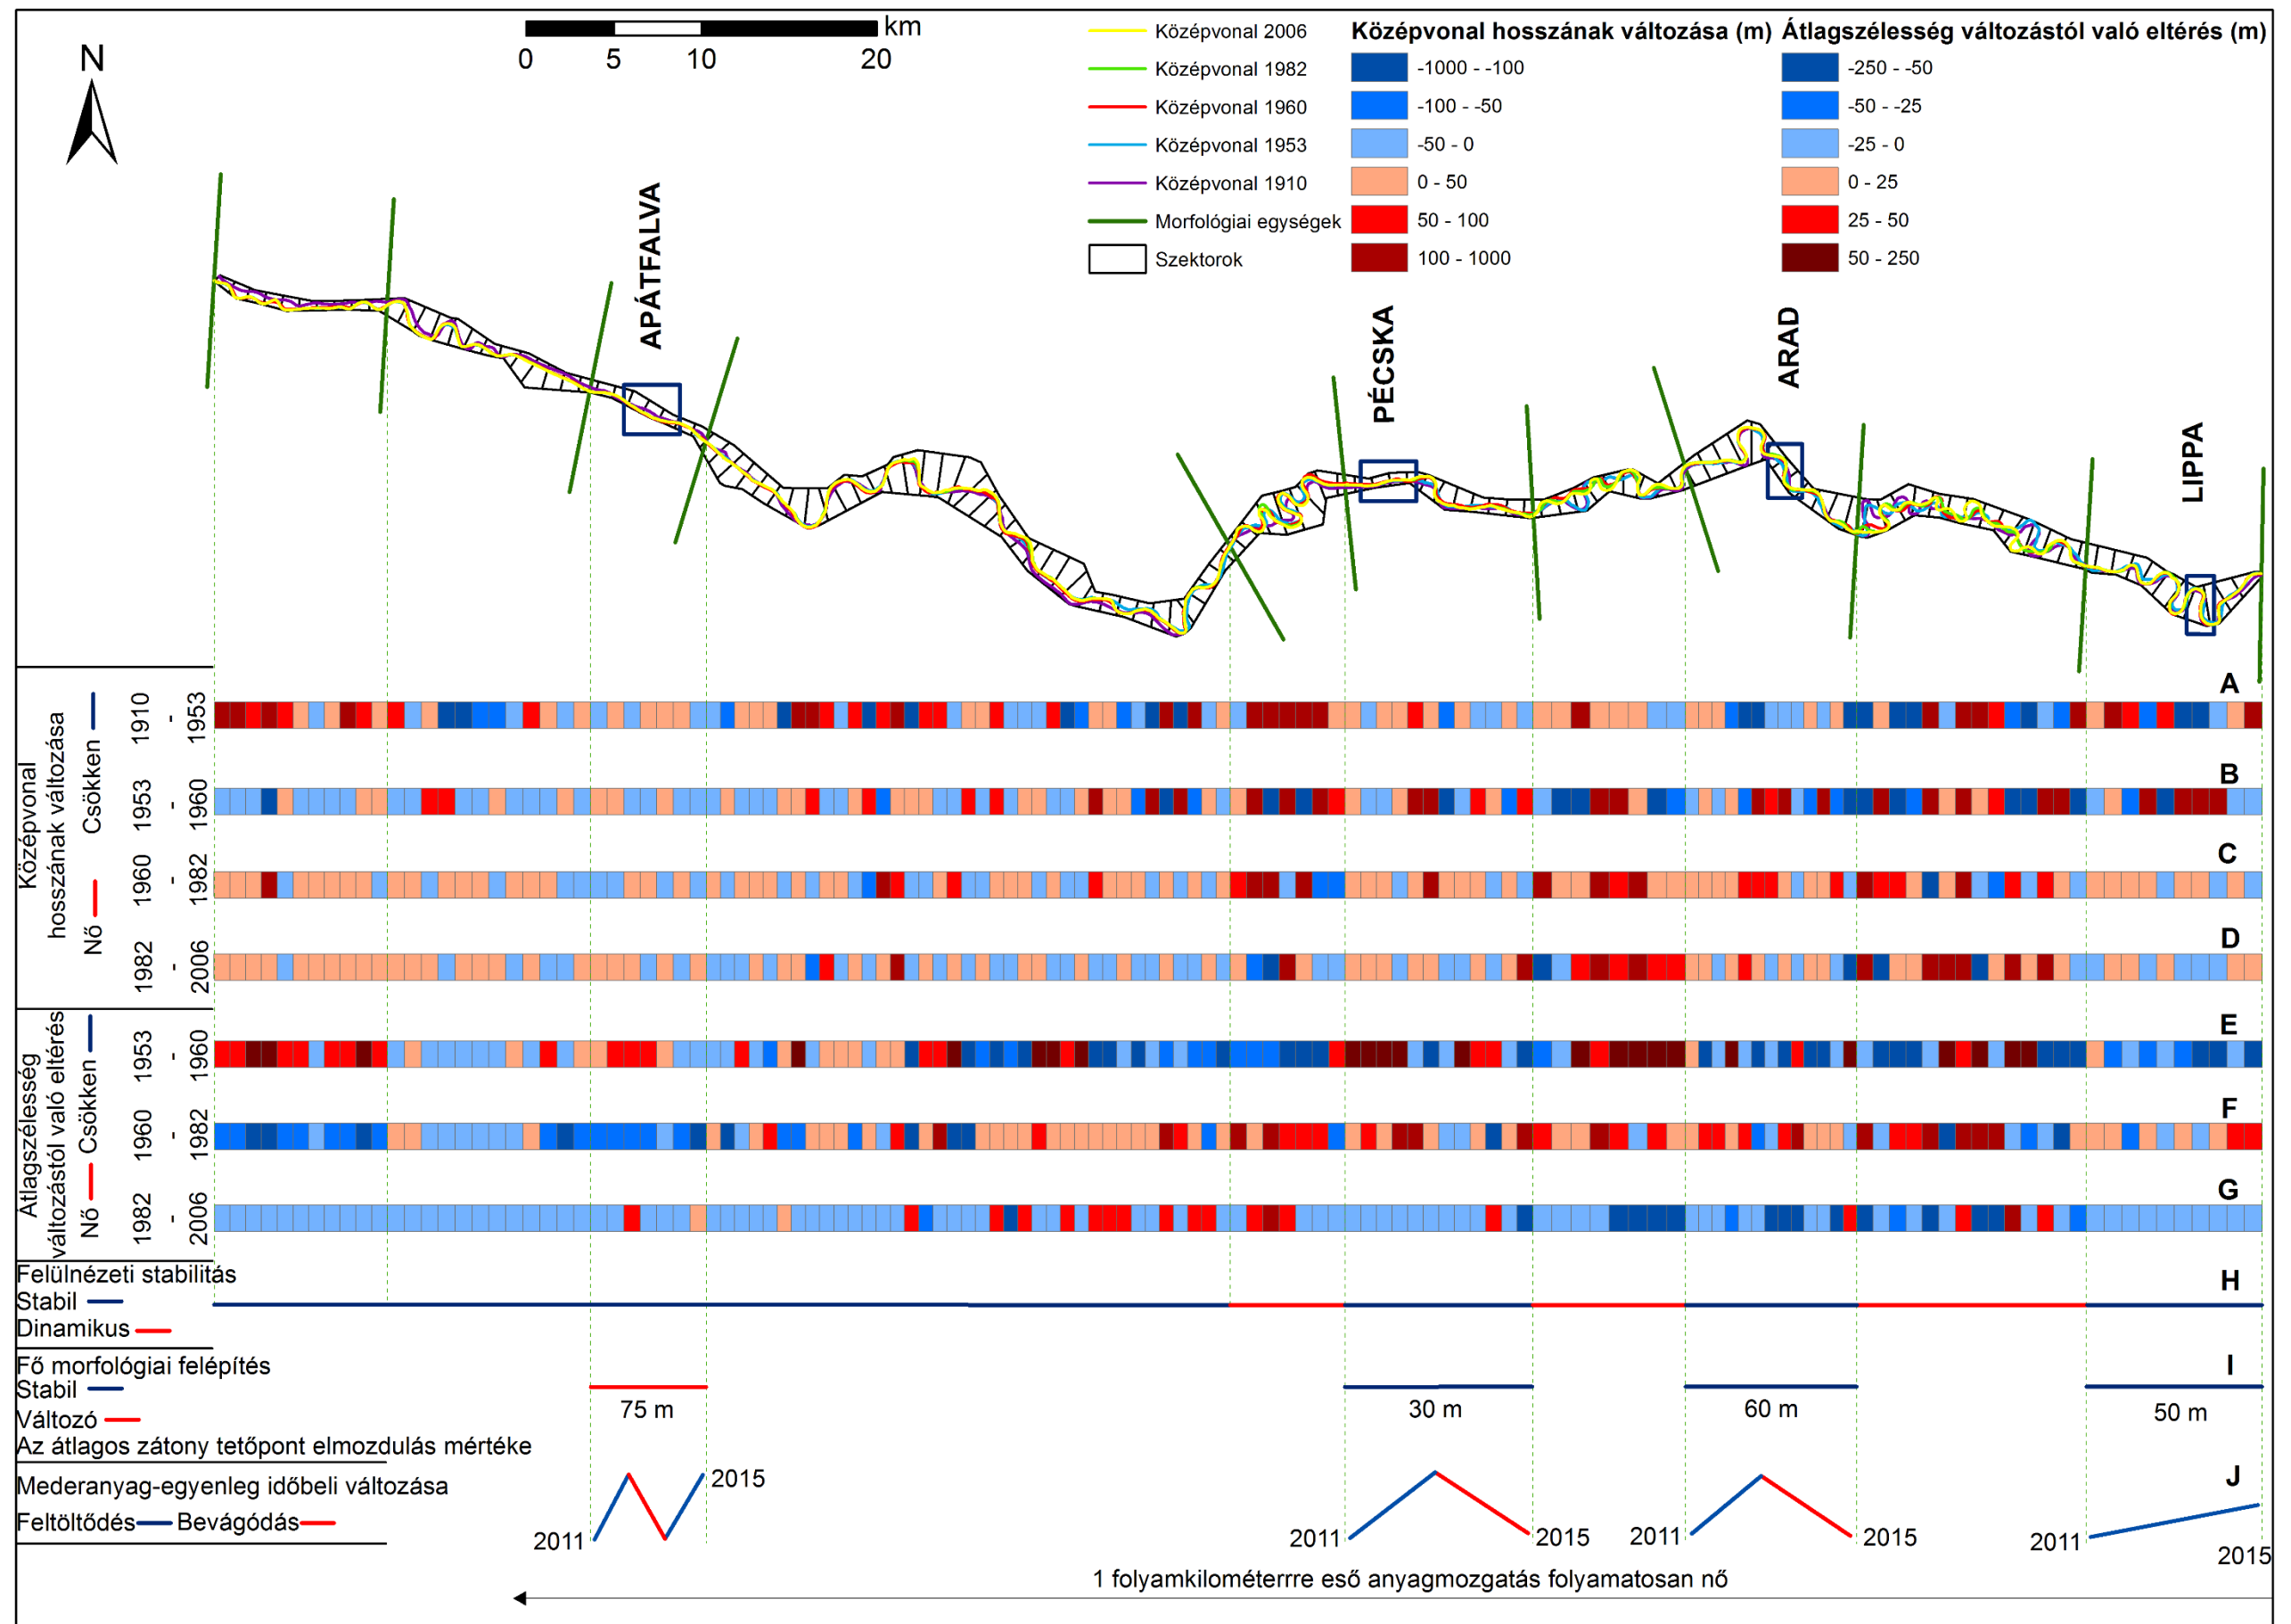 km
0 5 10 20
N
Középvonal 2006
Középvonal 1982
Középvonal 1960
Középvonal 1953
Középvonal 1910
Morfológiai egységek
Szektorok
Középvonal hosszának változása (m)
-1000 - -100
-100 - -50
-50 - 0
0 - 50
50 - 100
100 - 1000
Átlagszélesség változástól való eltérés (m)
-250 - -50
-50 - -25
-25 - 0
0 - 25
25 - 50
50 - 250
APÁTFALVA
PÉCSKA
ARAD
LIPPA
Középvonal
hosszának változása
Nő
Csökken
1910 - 1953
A
1953 - 1960
B
1960 - 1982
C
1982 - 2006
D
Átlagszélesség
változástól való eltérés
Nő
Csökken
1953 - 1960
E
1960 - 1982
F
1982 - 2006
G
Felülnézeti stabilitás
Stabil
Dinamikus
H
Fő morfológiai felépítés
Stabil
Változó
I
75 m
30 m
60 m
50 m
Az átlagos zátony tetőpont elmozdulás mértéke
Mederanyag-egyenleg időbeli változása
Feltöltődés
Bevágódás
J
2011
2015
2011
2015
2011
2015
2011
2015
1 folyamkilométerrre eső anyagmozgatás folyamatosan nő